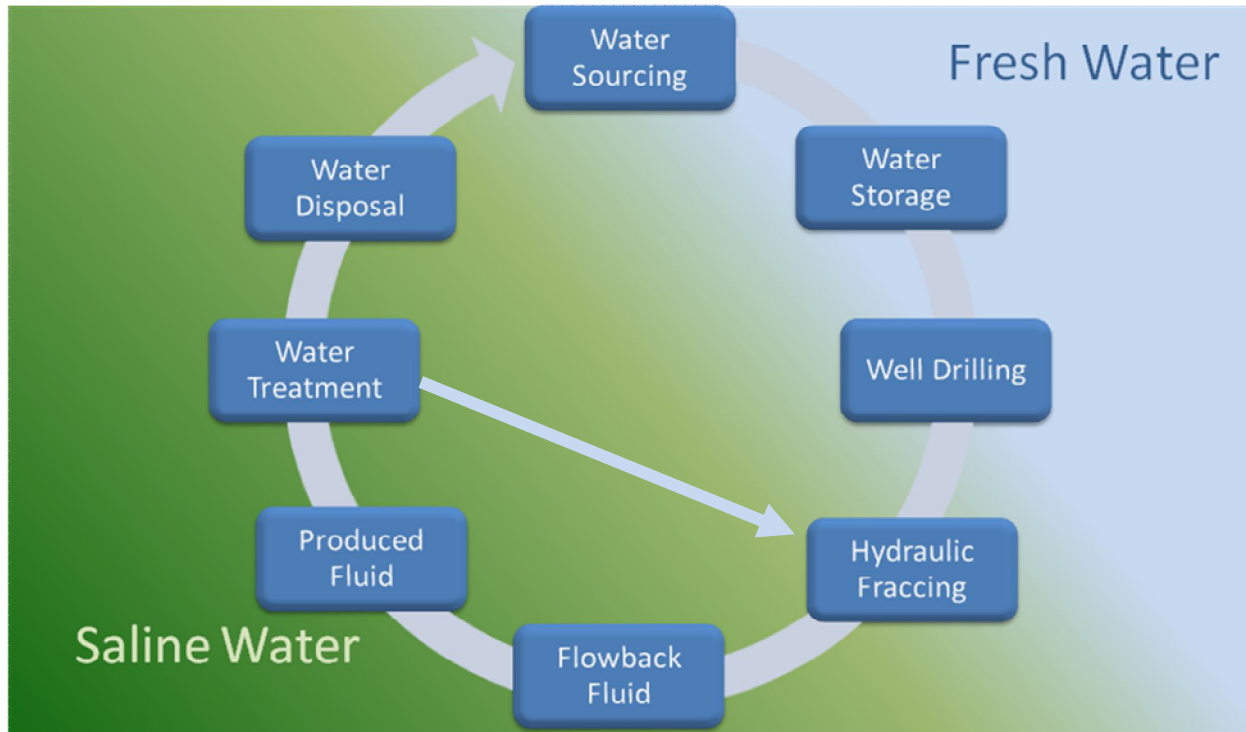 Water
Sourcing
Fresh Water
Water
Storage
Well Drilling
Hydraulic
Fraccing
Flowback
Fluid
Produced
Fluid
Water
Treatment
Water
Disposal
Saline Water